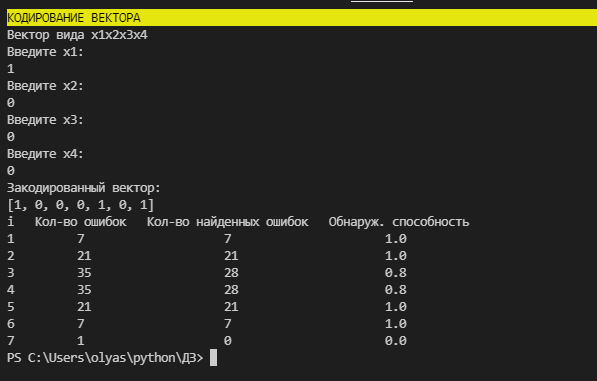 КОДИРОВАНИЕ ВЕКТОРА
Вектор вида x1x2x3x4
Введите x1:
1
Введите x2:
0
Введите x3:
0
Введите x4:
0
Закодированный вектор:
[1, 0, 0, 0, 1, 0, 1]
i Кол-во ошибок Кол-во найденных ошибок Обнаруж. способность
1 7 7 1.0
2 21 21 1.0
3 35 28 0.8
4 35 28 0.8
5 21 21 1.0
6 7 7 1.0
7 1 0 0.0
PS C:\Users\olyas\python\ДЗ>